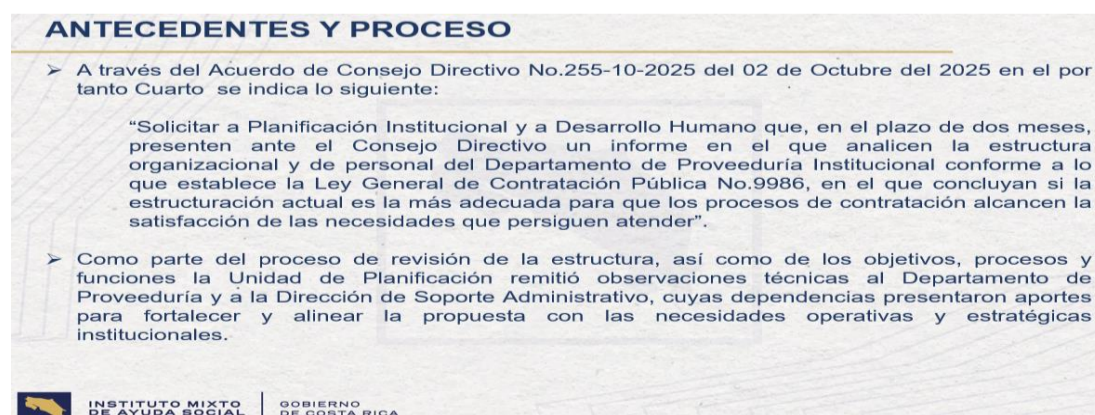 ANTECEDENTES Y PROCESO
➢ A través del Acuerdo de Consejo Directivo No.255-10-2025 del 02 de Octubre del 2025 en el por
tanto Cuarto se indica lo siguiente:
“Solicitar a Planificación Institucional y a Desarrollo Humano que, en el plazo de dos meses,
presenten ante el Consejo Directivo un informe en el que analicen la estructura
organizacional y de personal del Departamento de Proveeduría Institucional conforme a lo
que establece la Ley General de Contratación Pública No.9986, en el que concluyan si la
estructuración actual es la más adecuada para que los procesos de contratación alcancen la
satisfacción de las necesidades que persiguen atender”.
➢ Como parte del proceso de revisión de la estructura, así como de los objetivos, procesos y
funciones la Unidad de Planificación remitió observaciones técnicas al Departamento de
Proveeduría y a la Dirección de Soporte Administrativo, cuyas dependencias presentaron aportes
para fortalecer y alinear la propuesta con las necesidades operativas y estratégicas
institucionales.
INSTITUTO MIXTO
DE AYUDA SOCIAL
GOBIERNO
DE COSTA RICA